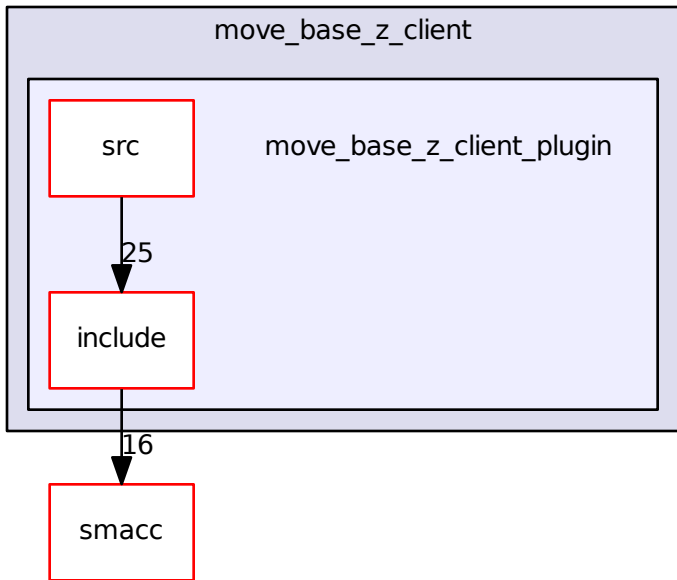 move_base_z_client
src
move_base_z_client_plugin
25
include
16
smacc